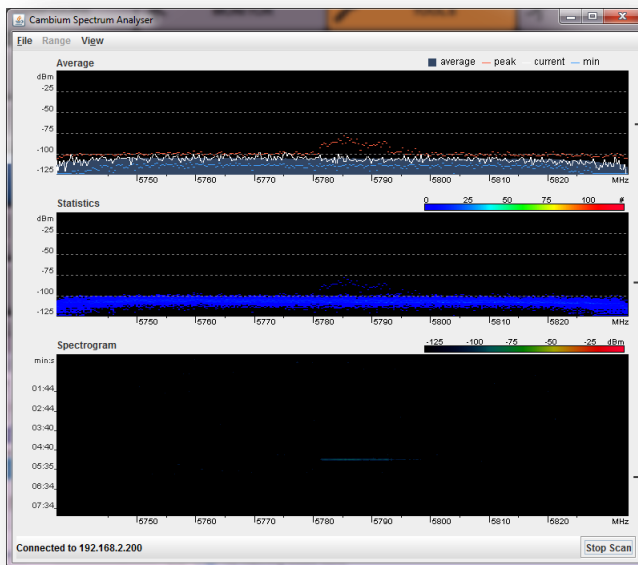 Cambium Spectrum Analyser
File Range View
Average
average peak current min
dBm
-25
-50
-75
-100
-125
5750 5760 5770 5780 5790 5800 5810 5820 MHz
Statistics
0 25 50 75 100 #
dBm
-25
-50
-75
-100
-125
5750 5760 5770 5780 5790 5800 5810 5820 MHz
Spectrogram
-125 -100 -75 -50 -25 dBm
min:s
01:44
02:44
03:40
04:40
05:35
06:34
07:34
5750 5760 5770 5780 5790 5800 5810 5820 MHz
Connected to 192.168.2.200
Stop Scan